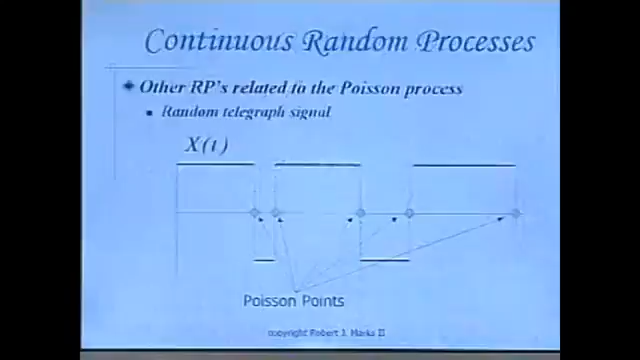 Continuous Random Processes
Other RP's related to the Poisson process
Random telegraph signal
X(t)
Poisson Points
copyright Robert J. Marks II